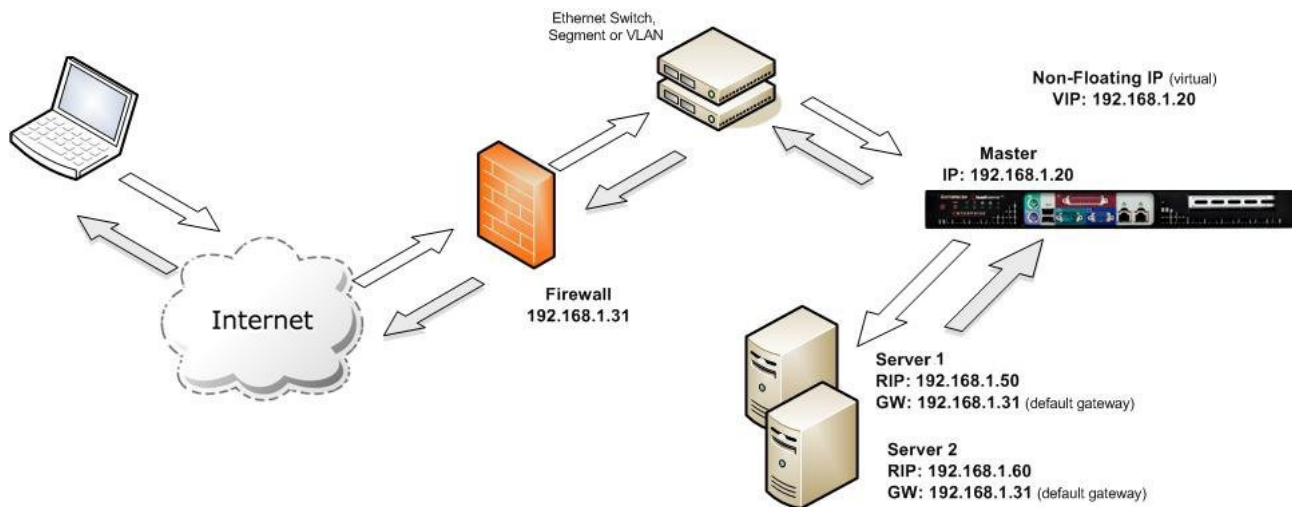 Ethernet Switch,
Segment or VLAN
Non-Floating IP (virtual)
VIP: 192.168.1.20
Master
IP: 192.168.1.20
Internet
Firewall
192.168.1.31
Server 1
RIP: 192.168.1.50
GW: 192.168.1.31 (default gateway)
Server 2
RIP: 192.168.1.60
GW: 192.168.1.31 (default gateway)